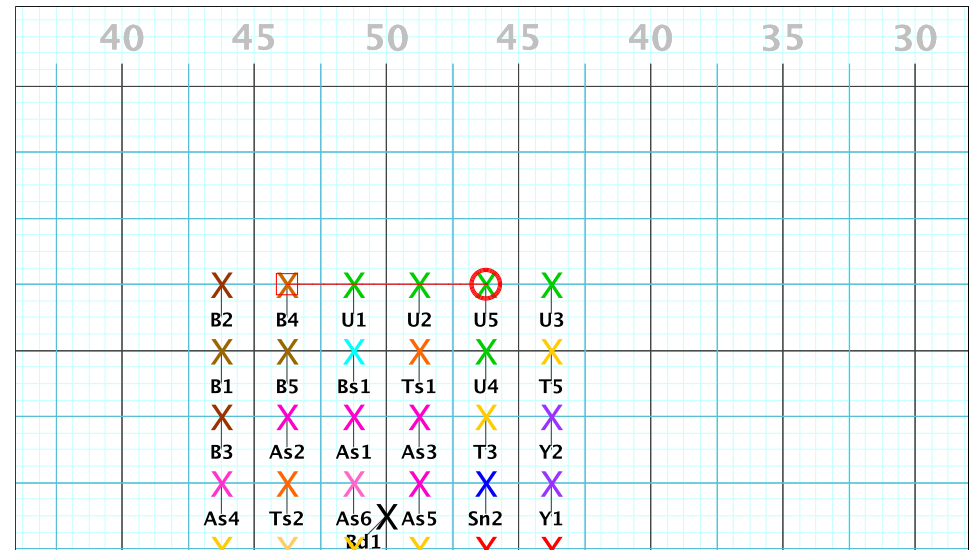 40 45 50 45 40 35 30
B2 B4 U1 U2 U5 U3
B1 B5 Bs1 Ts1 U4 T5
B3 As2 As1 As3 T3 Y2
As4 Ts2 As6 As5 Sn2 Y1
Bd1